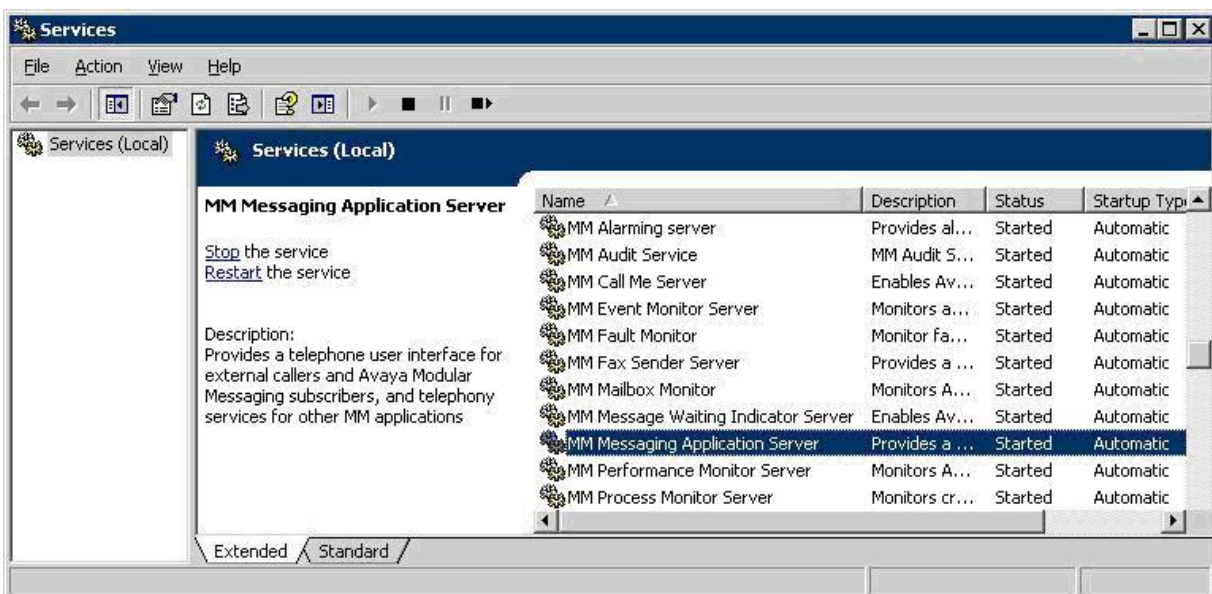 Services
File Action View Help
Services (Local)
Services (Local)
MM Messaging Application Server
Stop the service
Restart the service
Description:
Provides a telephone user interface for
external callers and Avaya Modular
Messaging subscribers, and telephony
services for other MM applications
Name Description Status Startup Typ
MM Alarming server Provides al... Started Automatic
MM Audit Service MM Audit S... Started Automatic
MM Call Me Server Enables Av... Started Automatic
MM Event Monitor Server Monitors a... Started Automatic
MM Fault Monitor Monitor fa... Started Automatic
MM Fax Sender Server Provides a ... Started Automatic
MM Mailbox Monitor Monitors A... Started Automatic
MM Message Waiting Indicator Server Enables Av... Started Automatic
MM Messaging Application Server Provides a ... Started Automatic
MM Performance Monitor Server Monitors A... Started Automatic
MM Process Monitor Server Monitors cr... Started Automatic
Extended Standard